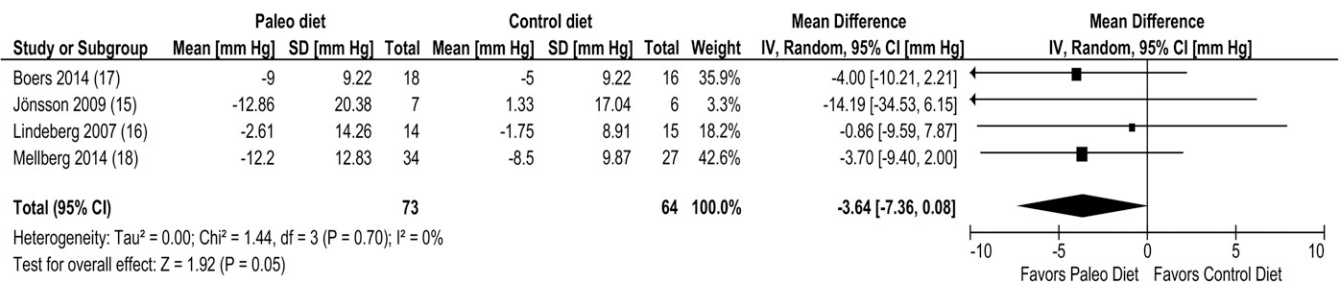 Paleo diet Control diet Mean Difference Mean Difference
Study or Subgroup Mean [mm Hg] SD [mm Hg] Total Mean [mm Hg] SD [mm Hg] Total Weight IV, Random, 95% CI [mm Hg] IV, Random, 95% CI [mm Hg]
Boers 2014 (17) -9 9.22 18 -5 9.22 16 35.9% -4.00 [-10.21, 2.21]
Jönsson 2009 (15) -12.86 20.38 7 1.33 17.04 6 3.3% -14.19 [-34.53, 6.15]
Lindeberg 2007 (16) -2.61 14.26 14 -1.75 8.91 15 18.2% -0.86 [-9.59, 7.87]
Mellberg 2014 (18) -12.2 12.83 34 -8.5 9.87 27 42.6% -3.70 [-9.40, 2.00]
Total (95% CI) 73 64 100.0% -3.64 [-7.36, 0.08]
Heterogeneity: Tau² = 0.00; Chi² = 1.44, df = 3 (P = 0.70); I² = 0%
Test for overall effect: Z = 1.92 (P = 0.05)
-10 -5 0 5 10
Favors Paleo Diet Favors Control Diet